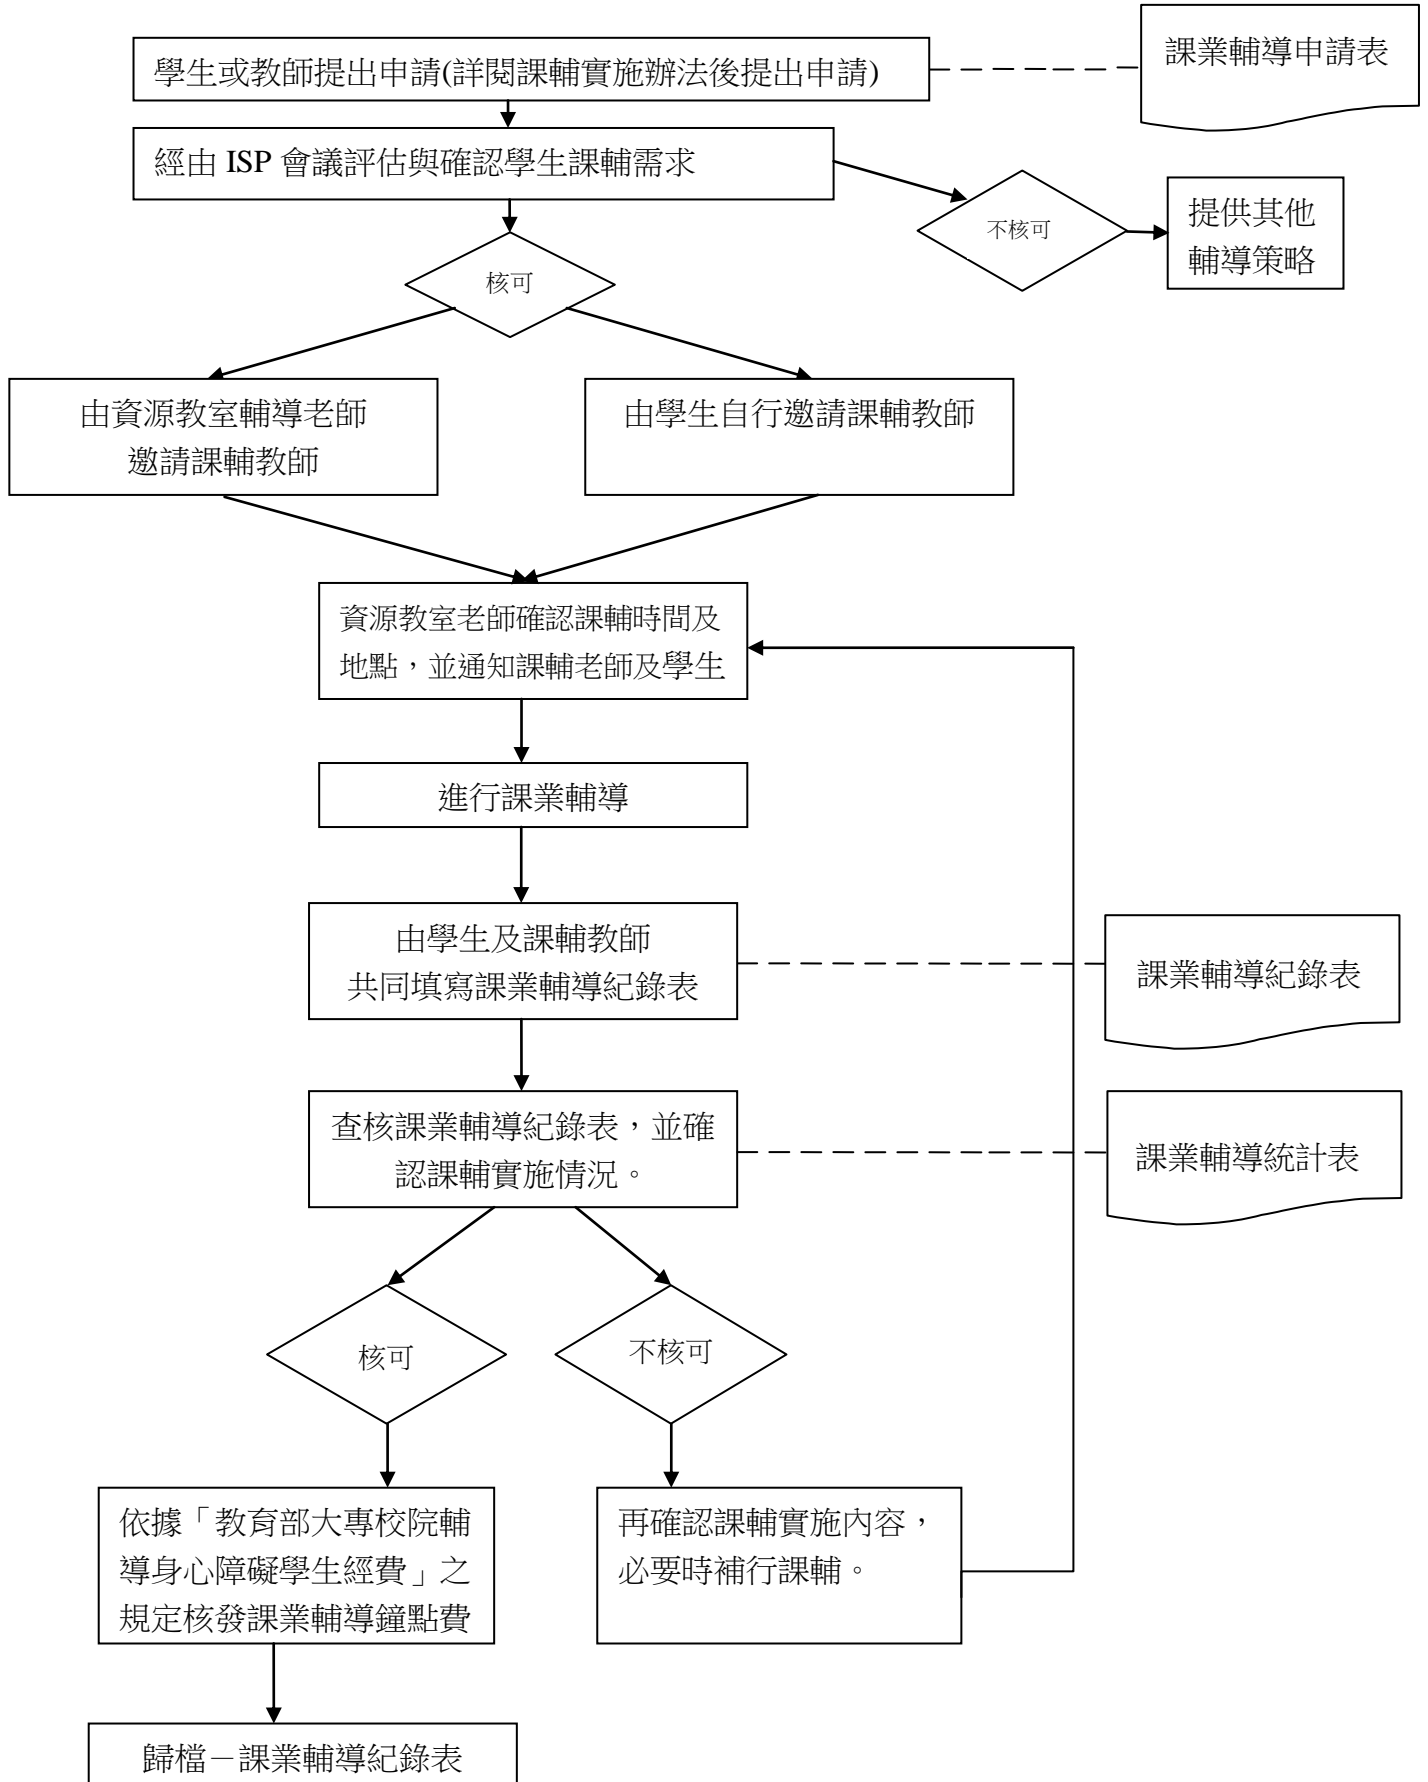 學生或教師提出申請(詳閱課輔實施辦法後提出申請)
課業輔導申請表
經由 ISP 會議評估與確認學生課輔需求
不核可
提供其他
輔導策略
核可
由資源教室輔導老師
邀請課輔教師
由學生自行邀請課輔教師
資源教室老師確認課輔時間及
地點，並通知課輔老師及學生
進行課業輔導
由學生及課輔教師
共同填寫課業輔導紀錄表
課業輔導紀錄表
查核課業輔導紀錄表，並確
認課輔實施情況。
課業輔導統計表
核可
不核可
依據「教育部大專校院輔
導身心障礙學生經費」之
規定核發課業輔導鐘點費
再確認課輔實施內容，
必要時補行課輔。
歸檔－課業輔導紀錄表